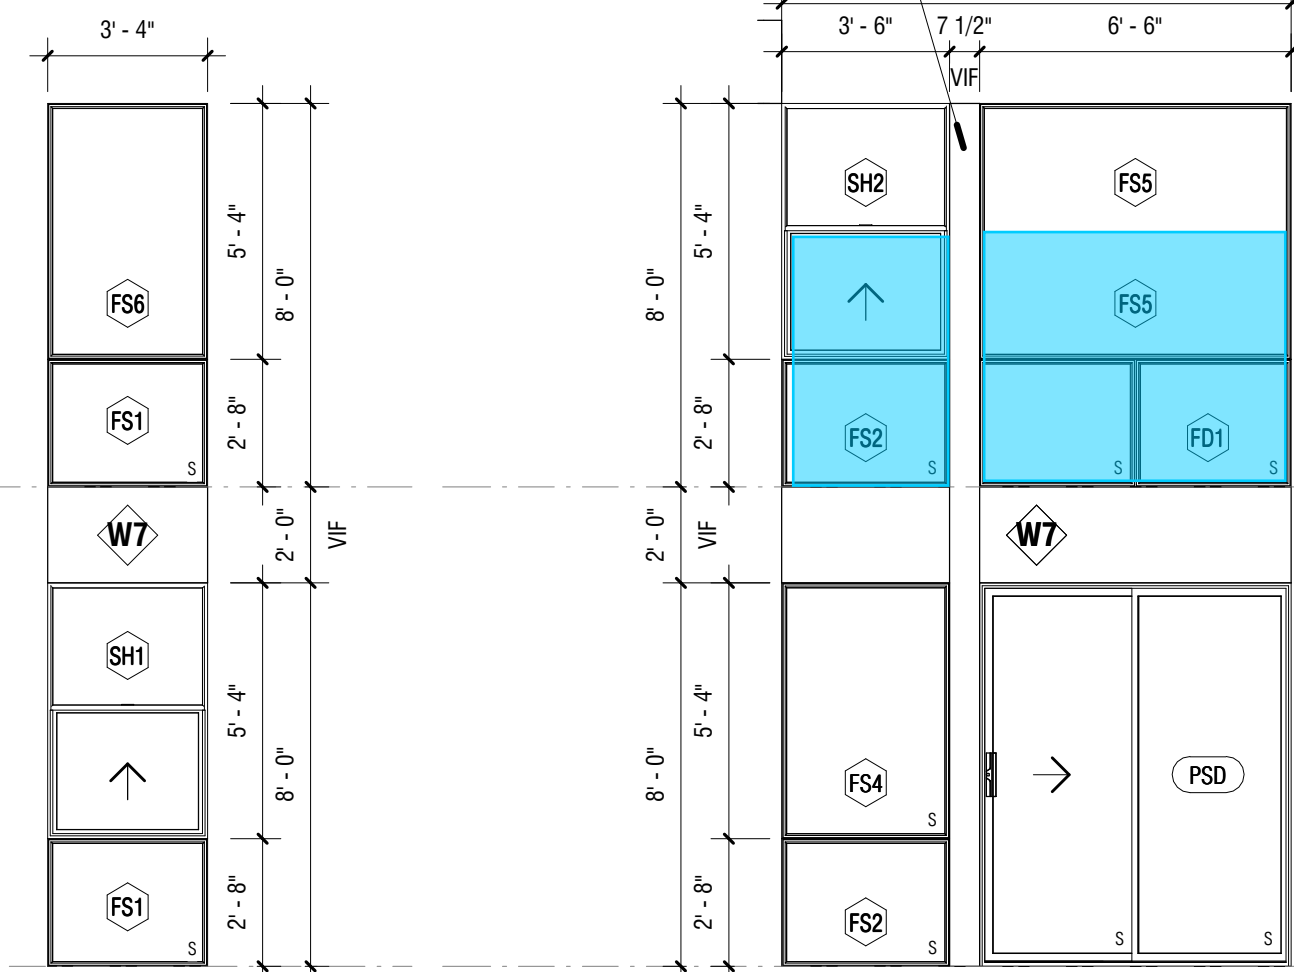 3' - 4"
3' - 6"
7 1/2"
6' - 6"
VIF
SH2
FS5
5' - 4"
5' - 4"
8' - 0"
8' - 0"
FS6
FS5
FS1
2' - 8"
2' - 8"
FS2
FD1
S
S
S
S
W7
2' - 0"
VIF
2' - 0"
VIF
W7
SH1
5' - 4"
5' - 4"
8' - 0"
8' - 0"
FS4
PSD
S
FS1
2' - 8"
2' - 8"
FS2
S
S
S
S